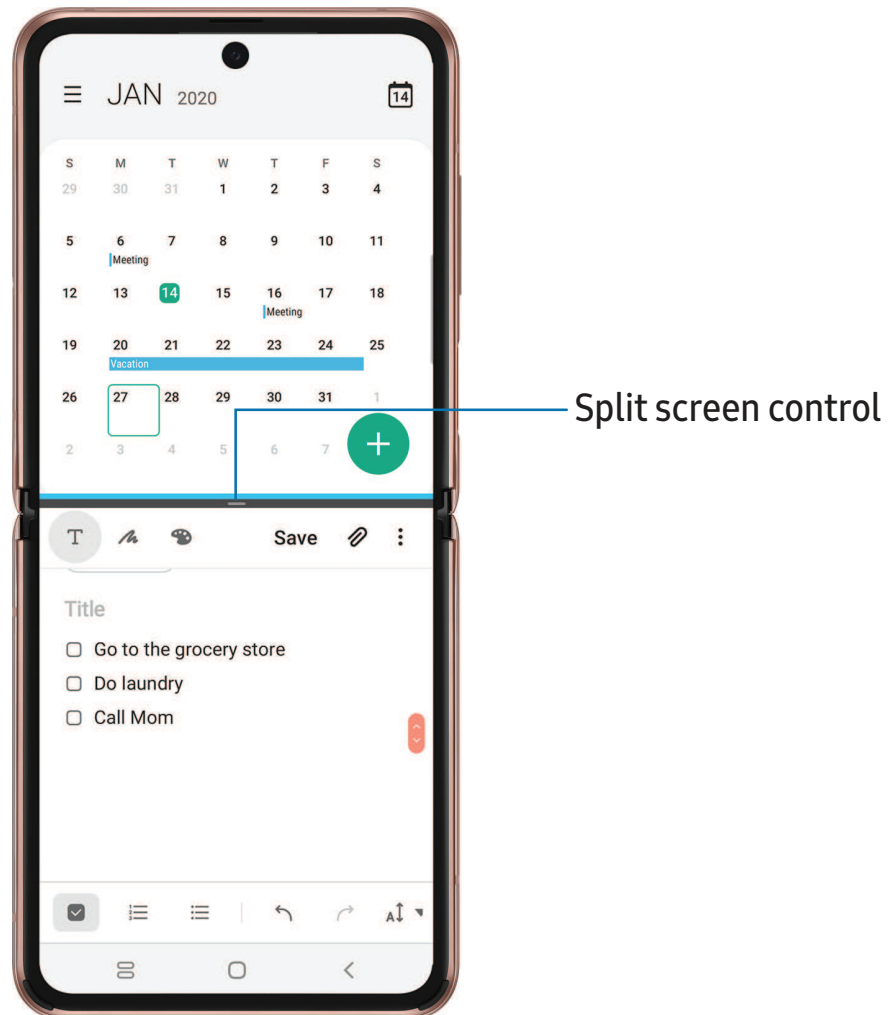 JAN 2020
14
S M T W T F S
29 30 31 1 2 3 4
5 6 7 8 9 10 11
Meeting
12 13 14 15 16 17 18
Meeting
19 20 21 22 23 24 25
Vacation
26 27 28 29 30 31 1
Split screen control
2 3 4 5 6 7
T Save
Title
Go to the grocery store
Do laundry
Call Mom
A